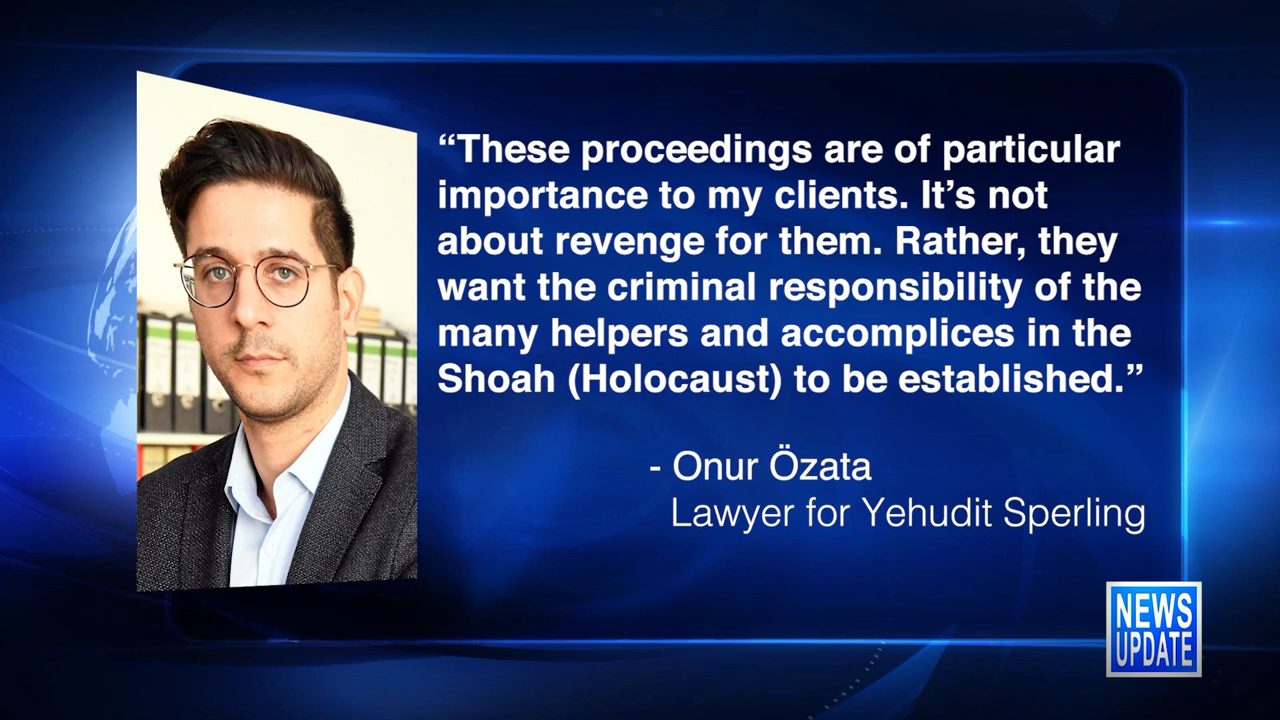 “These proceedings are of particular
importance to my clients. It’s not
about revenge for them. Rather, they
want the criminal responsibility of the
many helpers and accomplices in the
Shoah (Holocaust) to be established.”
- Onur Özata
Lawyer for Yehudit Sperling
NEWS
UPDATE